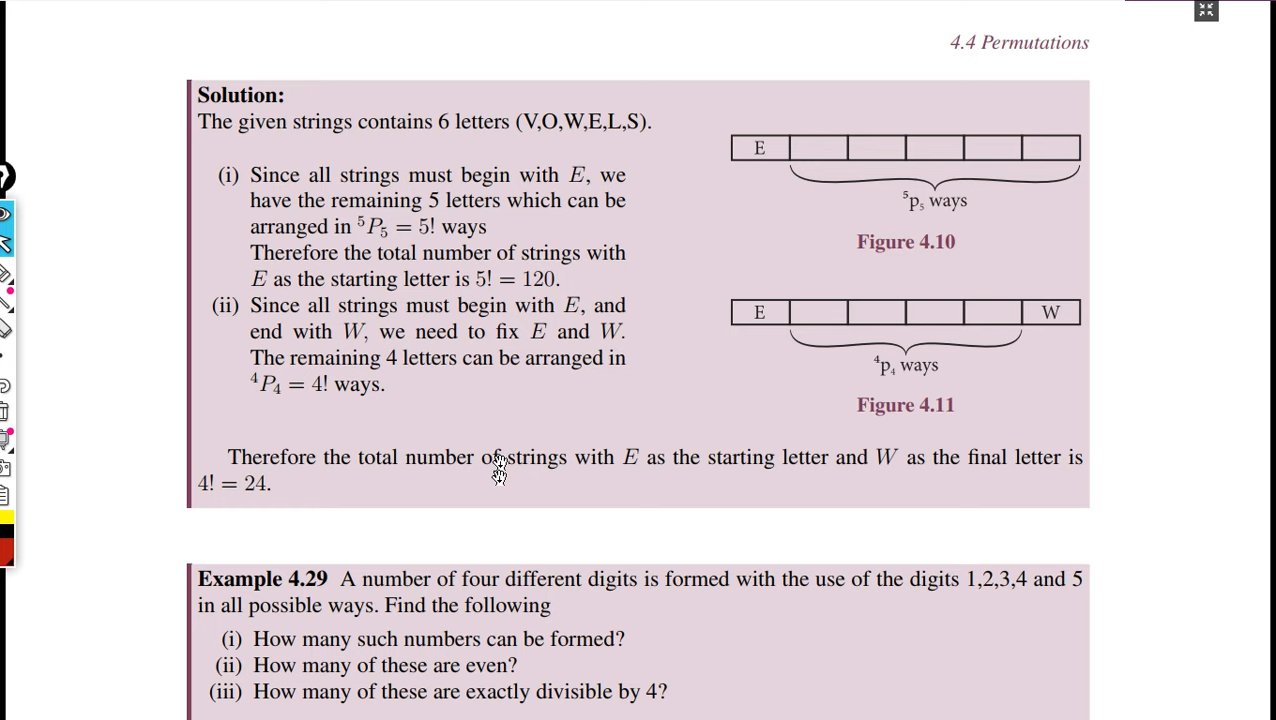 4.4 Permutations
Solution:
The given strings contains 6 letters (V,O,W,E,L,S).
(i) Since all strings must begin with E, we
have the remaining 5 letters which can be
arranged in ⁵P₅ = 5! ways
Therefore the total number of strings with
E as the starting letter is 5! = 120.
(ii) Since all strings must begin with E, and
end with W, we need to fix E and W.
The remaining 4 letters can be arranged in
⁴P₄ = 4! ways.
E
⁵p₅ ways
Figure 4.10
E W
⁴p₄ ways
Figure 4.11
Therefore the total number of strings with E as the starting letter and W as the final letter is
4! = 24.
Example 4.29 A number of four different digits is formed with the use of the digits 1,2,3,4 and 5
in all possible ways. Find the following
(i) How many such numbers can be formed?
(ii) How many of these are even?
(iii) How many of these are exactly divisible by 4?